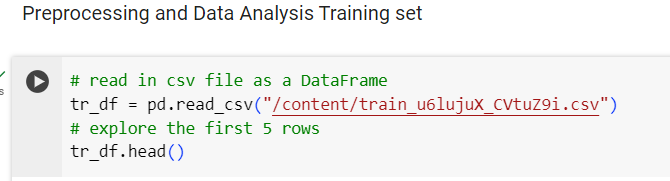 Preprocessing and Data Analysis Training set
# read in csv file as a DataFrame
tr_df = pd.read_csv("/content/train_u6lujuX_CVtuZ9i.csv")
# explore the first 5 rows
tr_df.head()